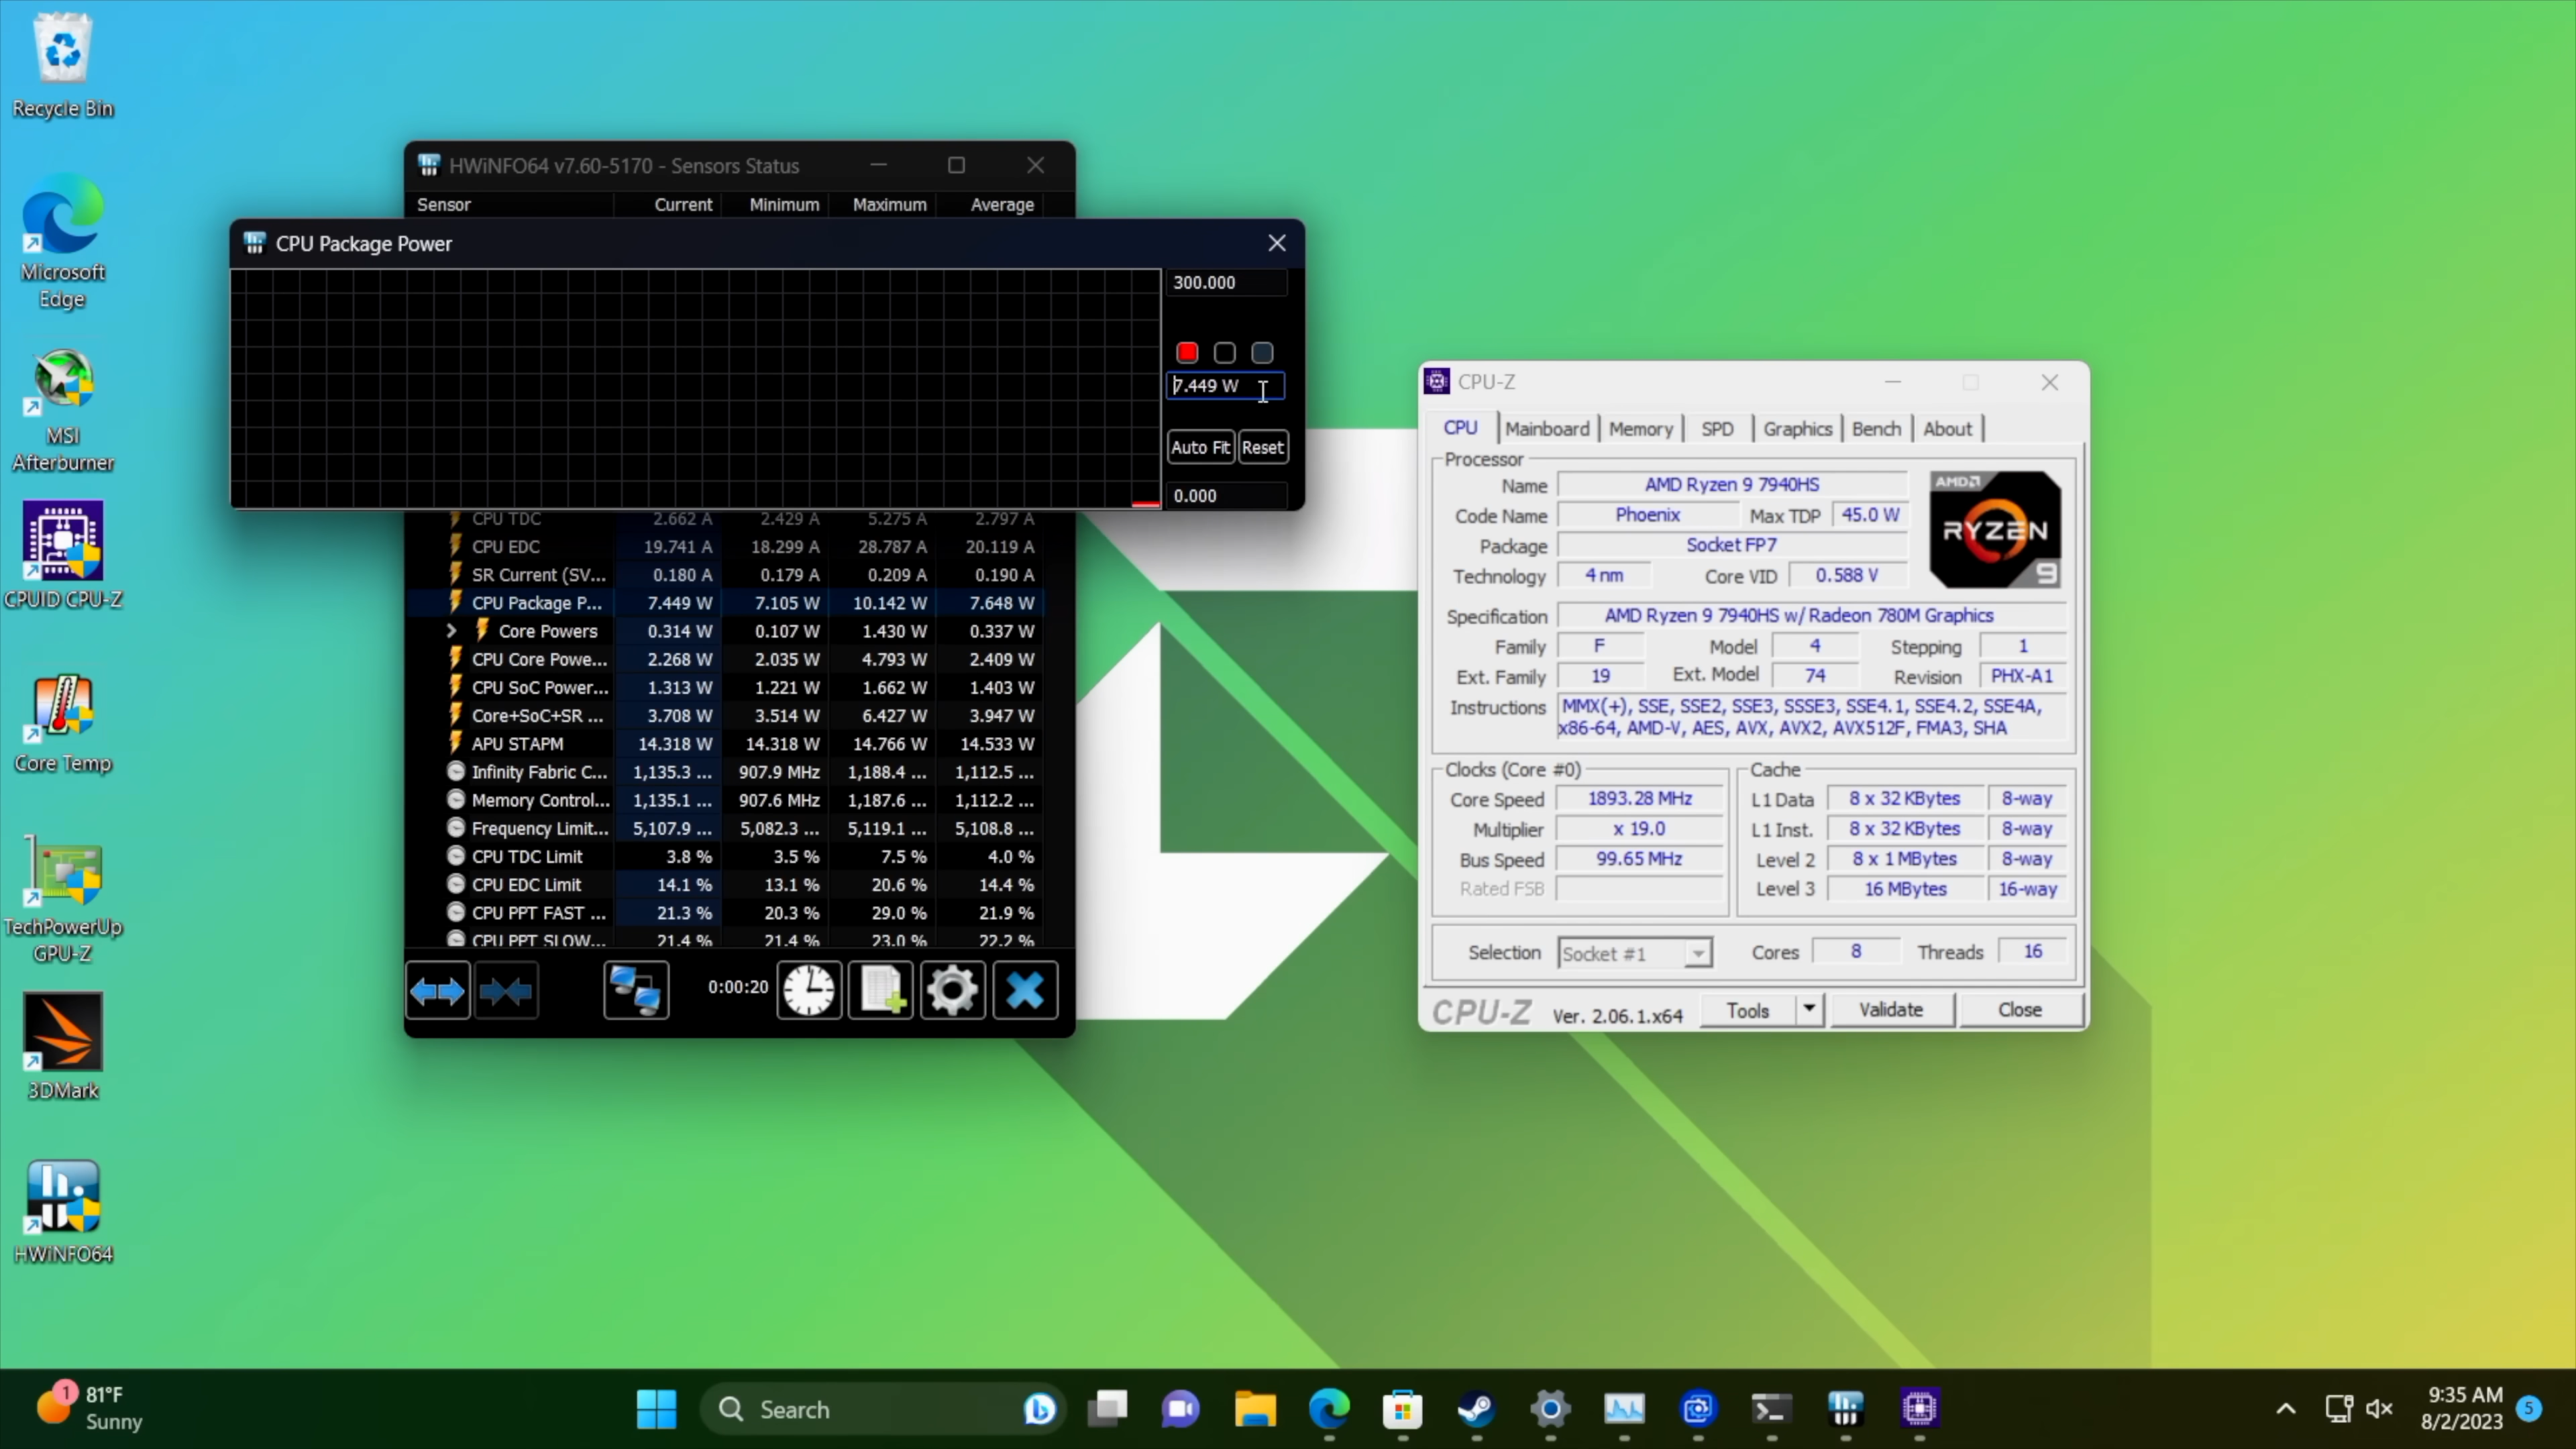 Recycle Bin
Microsoft
Edge
MSI
Afterburner
CPUID CPU-Z
Core Temp
TechPowerUp
GPU-Z
3DMark
HWiNFO64
HWiNFO64 v7.60-5170 - Sensors Status
Sensor Current Minimum Maximum Average
CPU Package Power
300.000
7.449 W
Auto Fit Reset
0.000
CPU TDC 2.662 A 2.429 A 5.275 A 2.797 A
CPU EDC 19.741 A 18.299 A 28.787 A 20.119 A
SR Current (SV... 0.180 A 0.179 A 0.209 A 0.190 A
CPU Package P... 7.449 W 7.105 W 10.142 W 7.648 W
Core Powers 0.314 W 0.107 W 1.430 W 0.337 W
CPU Core Powe... 2.268 W 2.035 W 4.793 W 2.409 W
CPU SoC Power... 1.313 W 1.221 W 1.662 W 1.403 W
Core+SoC+SR ... 3.708 W 3.514 W 6.427 W 3.947 W
APU STAPM 14.318 W 14.318 W 14.766 W 14.533 W
Infinity Fabric C... 1,135.3 ... 907.9 MHz 1,188.4 ... 1,112.5 ...
Memory Control... 1,135.1 ... 907.6 MHz 1,187.6 ... 1,112.2 ...
Frequency Limit... 5,107.9 ... 5,082.3 ... 5,119.1 ... 5,108.8 ...
CPU TDC Limit 3.8 % 3.5 % 7.5 % 4.0 %
CPU EDC Limit 14.1 % 13.1 % 20.6 % 14.4 %
CPU PPT FAST ... 21.3 % 20.3 % 29.0 % 21.9 %
CPU PPT SLOW... 21.4 % 21.4 % 23.0 % 22.2 %
0:00:20
CPU-Z
CPU Mainboard Memory SPD Graphics Bench About
Processor
Name AMD Ryzen 9 7940HS
Code Name Phoenix Max TDP 45.0 W
Package Socket FP7
Technology 4 nm Core VID 0.588 V
AMD
RYZEN
9
Specification AMD Ryzen 9 7940HS w/ Radeon 780M Graphics
Family F Model 4 Stepping 1
Ext. Family 19 Ext. Model 74 Revision PHX-A1
Instructions MMX(+), SSE, SSE2, SSE3, SSSE3, SSE4.1, SSE4.2, SSE4A,
x86-64, AMD-V, AES, AVX, AVX2, AVX512F, FMA3, SHA
Clocks (Core #0)
Core Speed 1893.28 MHz
Multiplier x 19.0
Bus Speed 99.65 MHz
Rated FSB
Cache
L1 Data 8 x 32 KBytes 8-way
L1 Inst. 8 x 32 KBytes 8-way
Level 2 8 x 1 MBytes 8-way
Level 3 16 MBytes 16-way
Selection Socket #1 Cores 8 Threads 16
CPU-Z Ver. 2.06.1.x64 Tools Validate Close
1
81°F
Sunny
Search
9:35 AM
8/2/2023
5